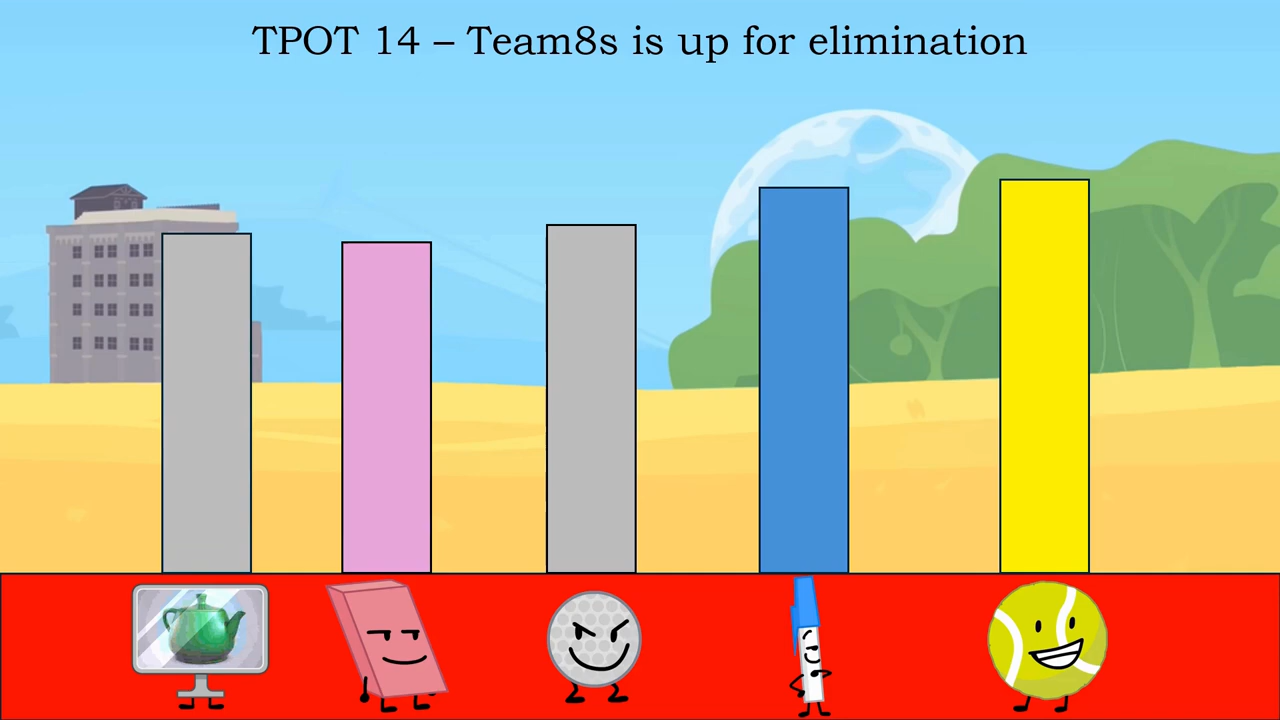 TPOT 14 – Team8s is up for elimination